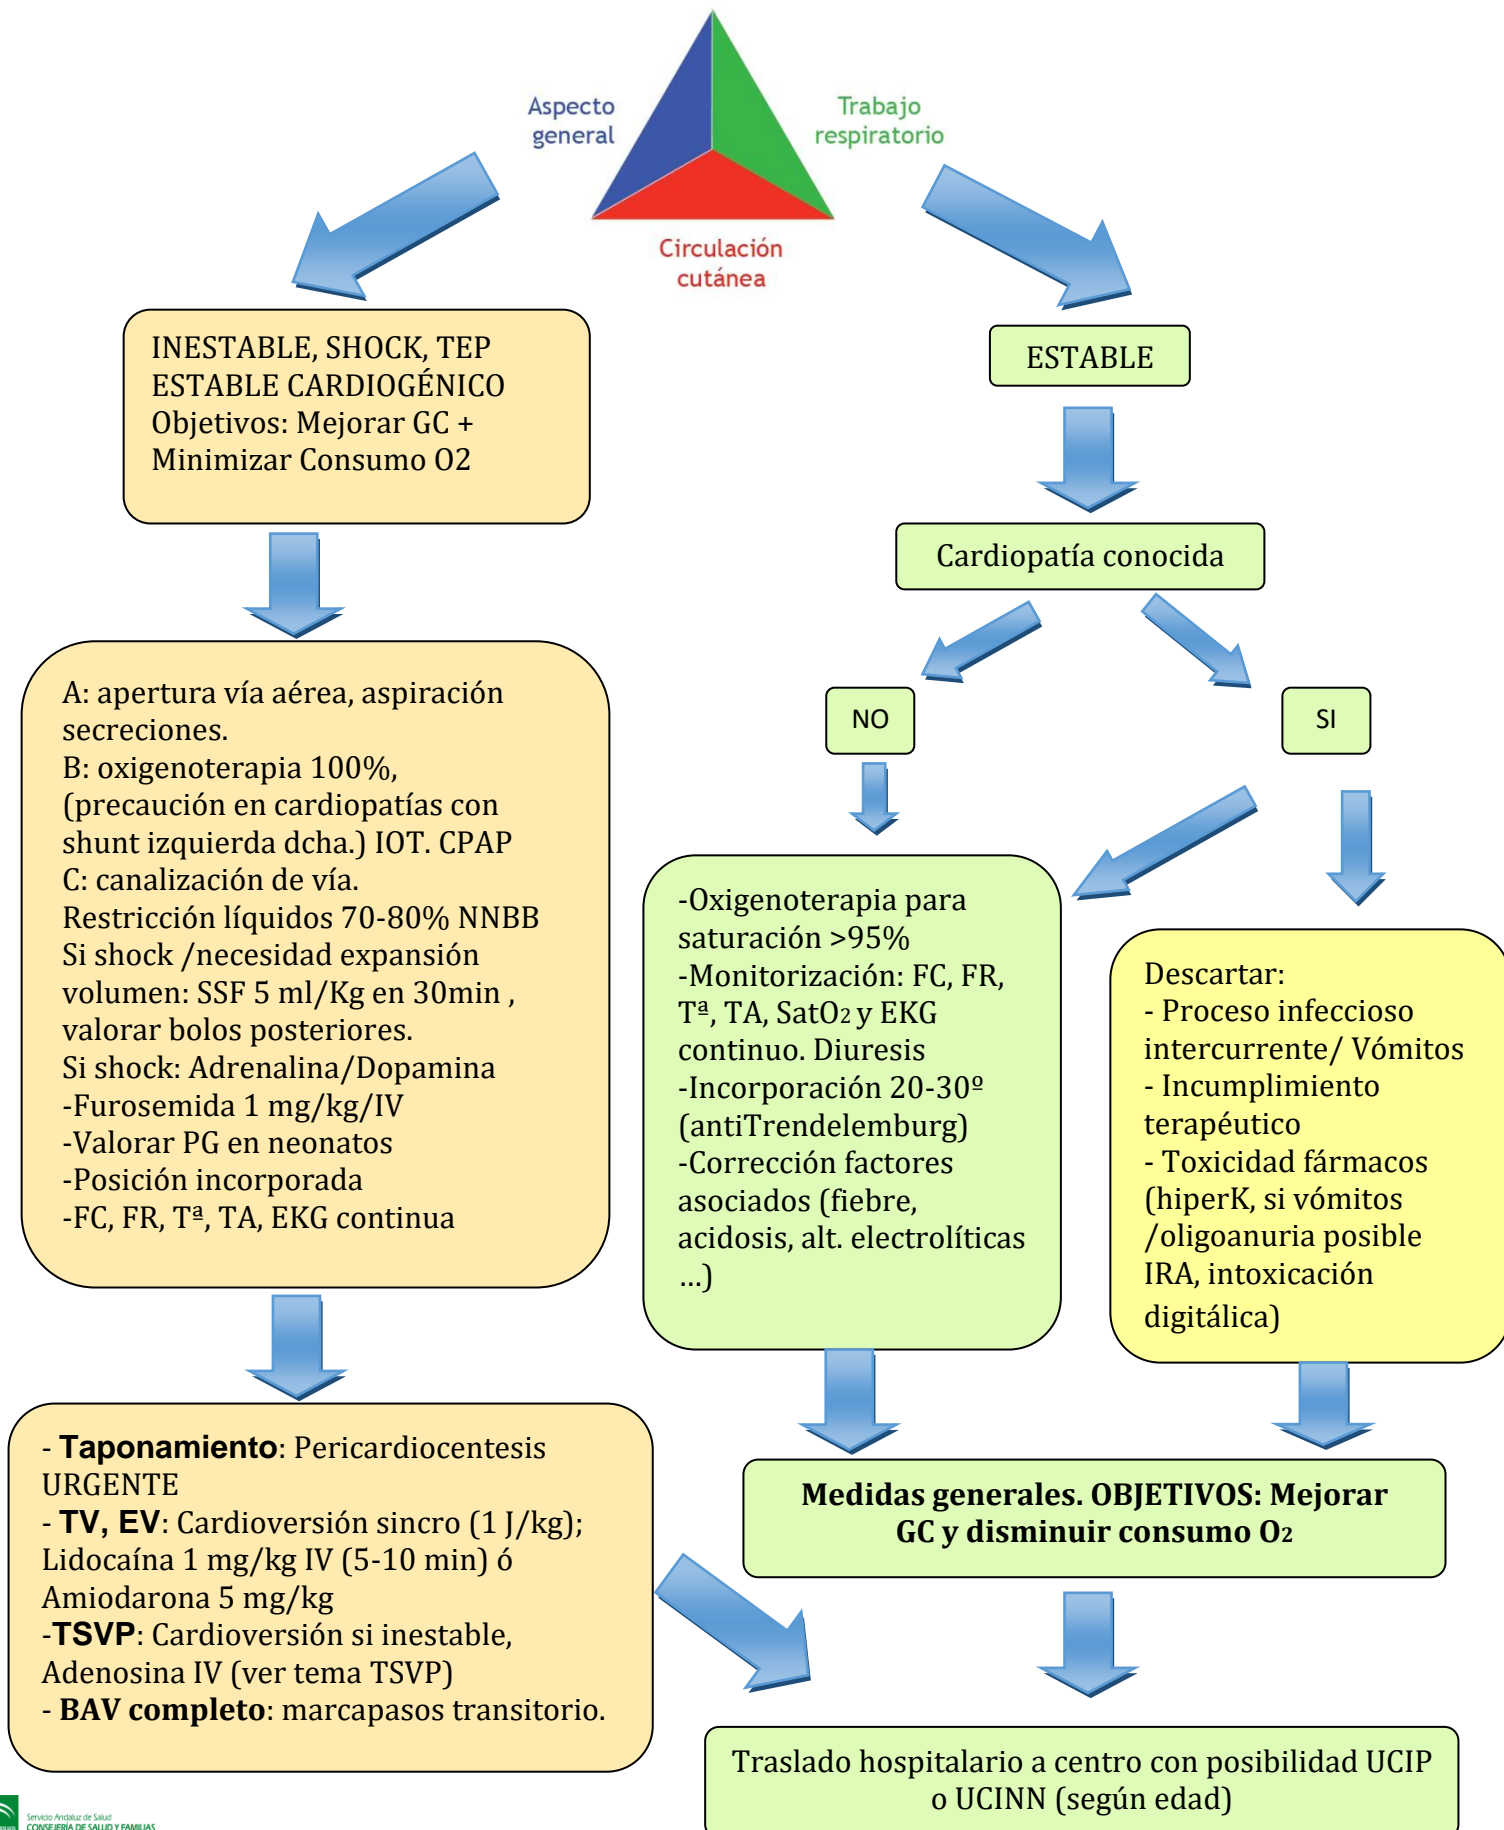 Aspecto
general
Trabajo
respiratorio
Circulación
cutánea
INESTABLE, SHOCK, TEP
ESTABLE CARDIOGÉNICO
Objetivos: Mejorar GC +
Minimizar Consumo O2
ESTABLE
Cardiopatía conocida
NO
SI
A: apertura vía aérea, aspiración
secreciones.
B: oxigenoterapia 100%,
(precaución en cardiopatías con
shunt izquierda dcha.) IOT. CPAP
C: canalización de vía.
Restricción líquidos 70-80% NNBB
Si shock /necesidad expansión
volumen: SSF 5 ml/Kg en 30min ,
valorar bolos posteriores.
Si shock: Adrenalina/Dopamina
-Furosemida 1 mg/kg/IV
-Valorar PG en neonatos
-Posición incorporada
-FC, FR, Tª, TA, EKG continua
-Oxigenoterapia para
saturación >95%
-Monitorización: FC, FR,
Tª, TA, SatO2 y EKG
continuo. Diuresis
-Incorporación 20-30º
(antiTrendelemburg)
-Corrección factores
asociados (fiebre,
acidosis, alt. electrolíticas
...)
Descartar:
- Proceso infeccioso
intercurrente/ Vómitos
- Incumplimiento
terapéutico
- Toxicidad fármacos
(hiperK, si vómitos
/oligoanuria posible
IRA, intoxicación
digitálica)
- Taponamiento: Pericardiocentesis
URGENTE
- TV, EV: Cardioversión sincro (1 J/kg);
Lidocaína 1 mg/kg IV (5-10 min) ó
Amiodarona 5 mg/kg
-TSVP: Cardioversión si inestable,
Adenosina IV (ver tema TSVP)
- BAV completo: marcapasos transitorio.
Medidas generales. OBJETIVOS: Mejorar
GC y disminuir consumo O2
Traslado hospitalario a centro con posibilidad UCIP
o UCINN (según edad)
Servicio Andaluz de Salud
CONSEJERÍA DE SALUD Y FAMILIAS